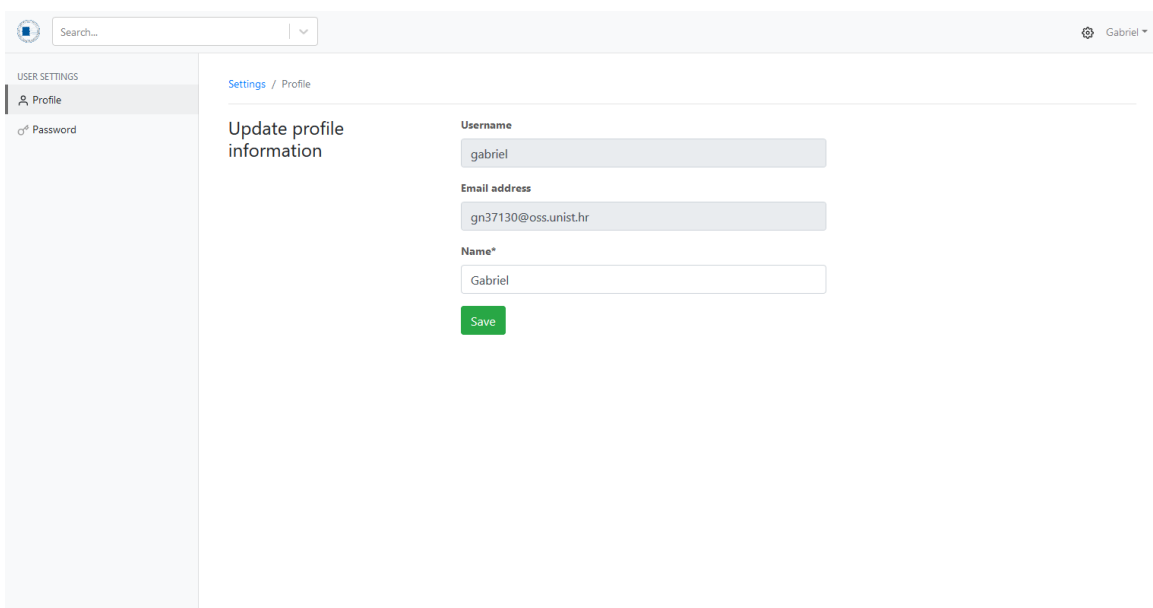 Search...
Gabriel
USER SETTINGS
Profile
Password
Settings / Profile
Update profile
information
Username
gabriel
Email address
gn37130@oss.unist.hr
Name*
Gabriel
Save